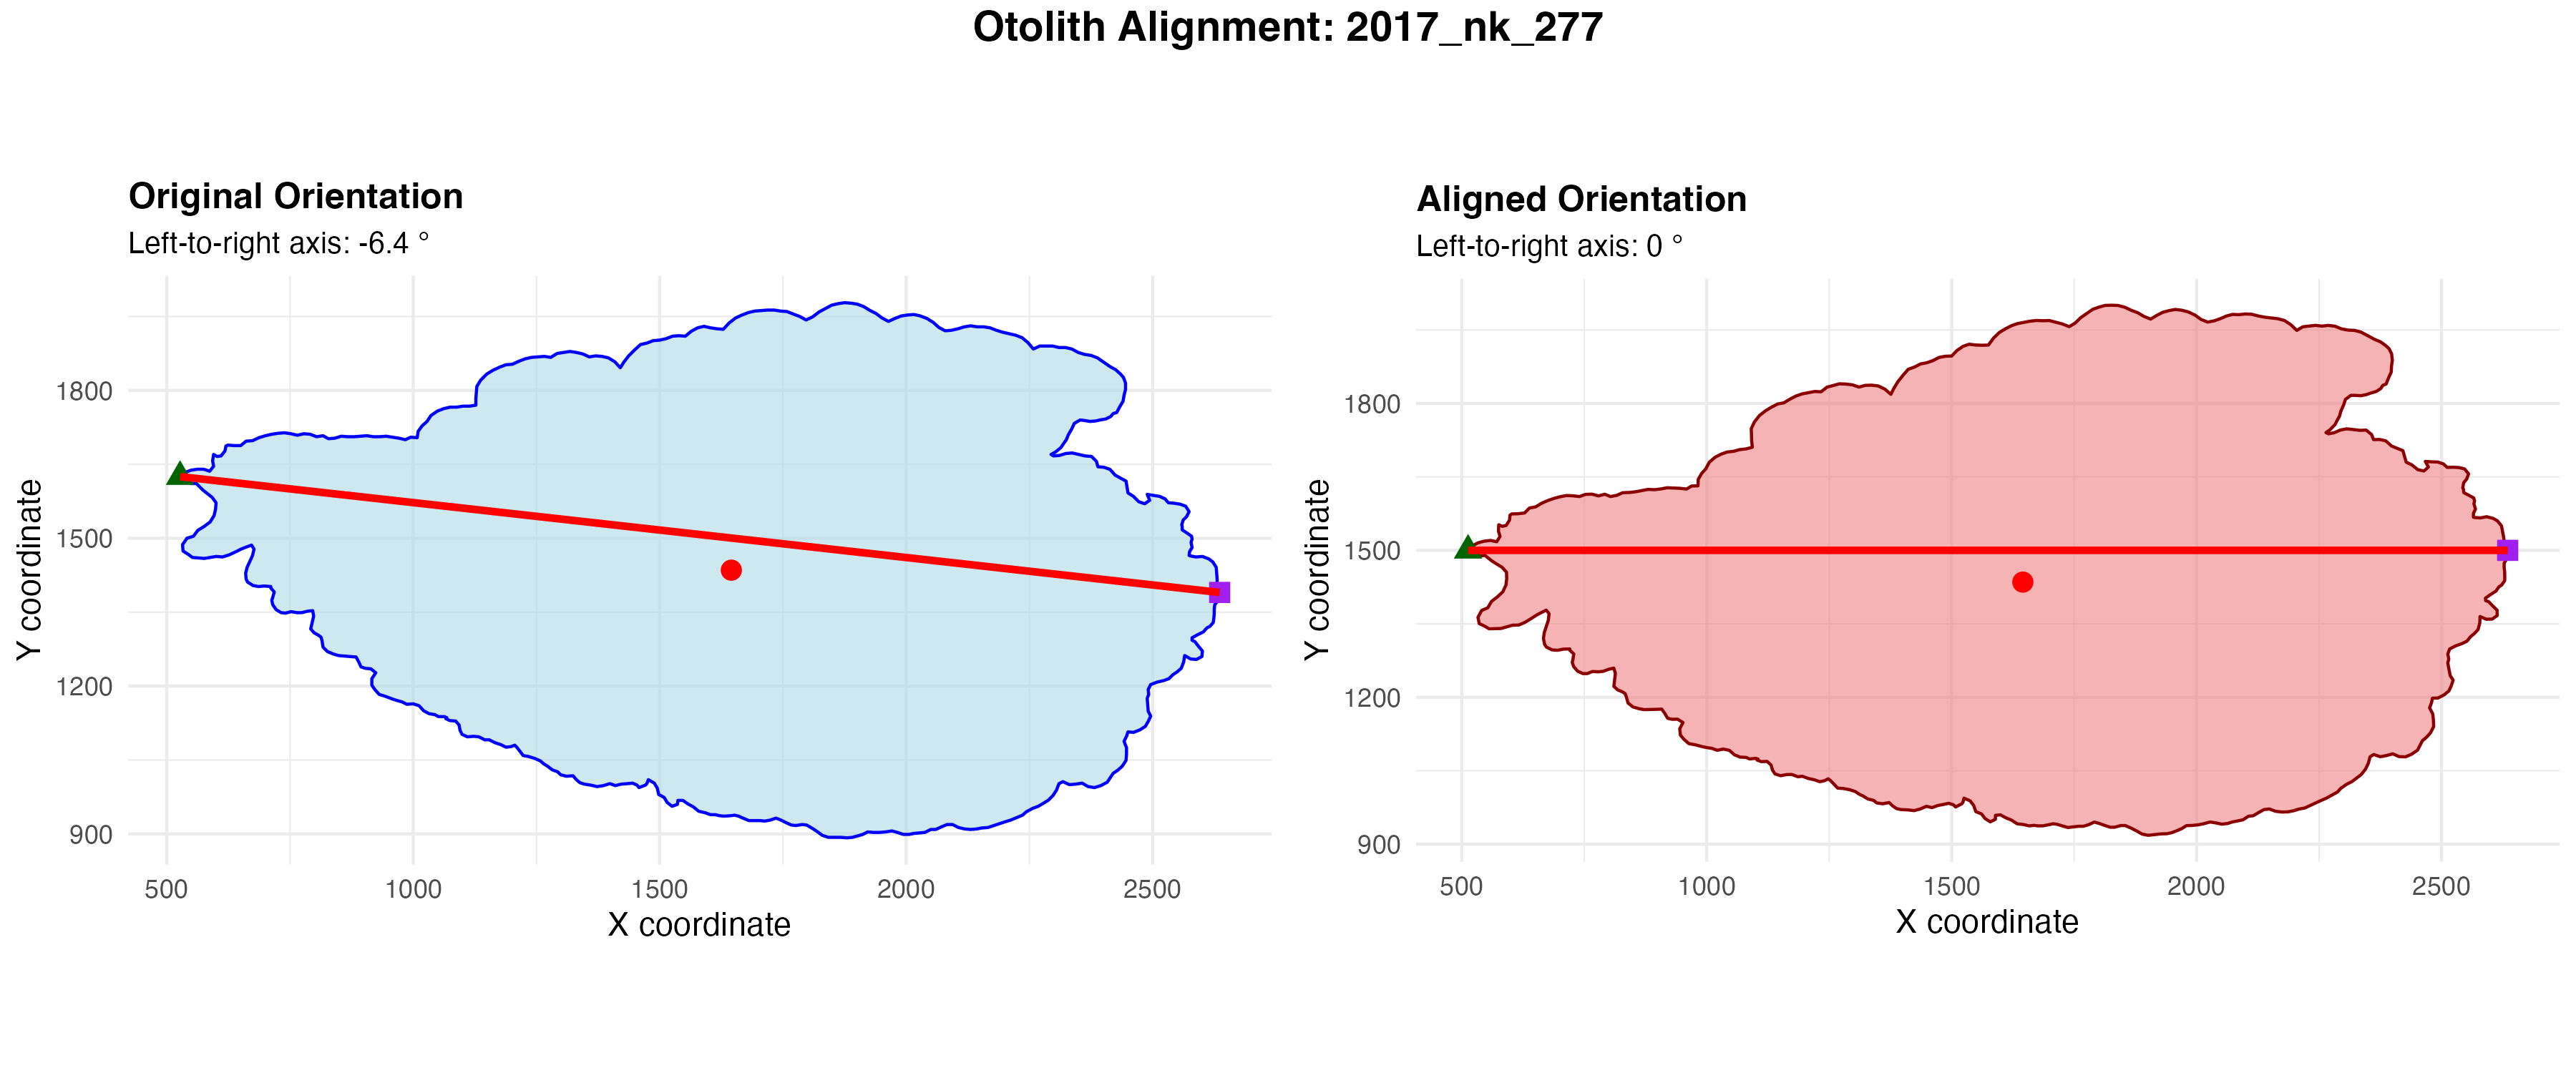 Otolith Alignment: 2017_nk_277
Original Orientation
Left-to-right axis: -6.4 °
1800
1500
1200
900
Y coordinate
500 1000 1500 2000 2500
X coordinate
Aligned Orientation
Left-to-right axis: 0 °
1800
1500
1200
900
Y coordinate
500 1000 1500 2000 2500
X coordinate